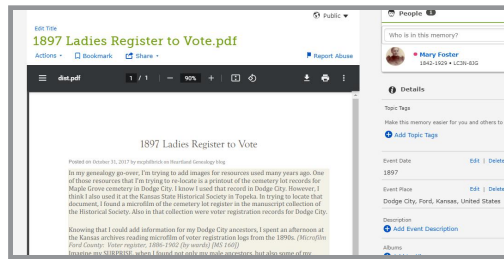 Public
Edit Title
1897 Ladies Register to Vote.pdf
Actions
Bookmark
Share
Report Abuse
dist.pdf
1 / 1
90%
1897 Ladies Register to Vote
Posted on October 31, 2017 by
on Heartland Genealogy blog
In my genealogy go-over, I'm trying to add images for resources used many years ago. One
of those resources that I'm trying to re-locate is a printout of the cemetery lot records for
Maple Grove cemetery in Dodge City. I know I used that record in Dodge City. However, I
think I also used it at the Kansas State Historical Society in Topeka. In trying to locate that
document, I found a microfilm of the cemetery lot register in the manuscript collection of
the Historical Society. Also in that collection were voter registration records for Dodge City.
Knowing that I could add information for my Dodge City ancestors, I spent an afternoon at
the Kansas archives reading microfilm of voter registration logs from the 1890s. (Microfilm
Ford County: Voter register, 1886-1902 (by wards) [MS 160])
Imagine my SURPRISE, when I found not only my male ancestors, but also some of my
People 1
Who is in this memory?
Mary Foster
1842-1929 • LC3N-8JG
Details
Topic Tags
Make this memory easier for you and others to
Add Topic Tags
Event Date
Edit | Delete
1897
Event Place
Edit | Delete
Dodge City, Ford, Kansas, United States
Description
Add Event Description
Albums